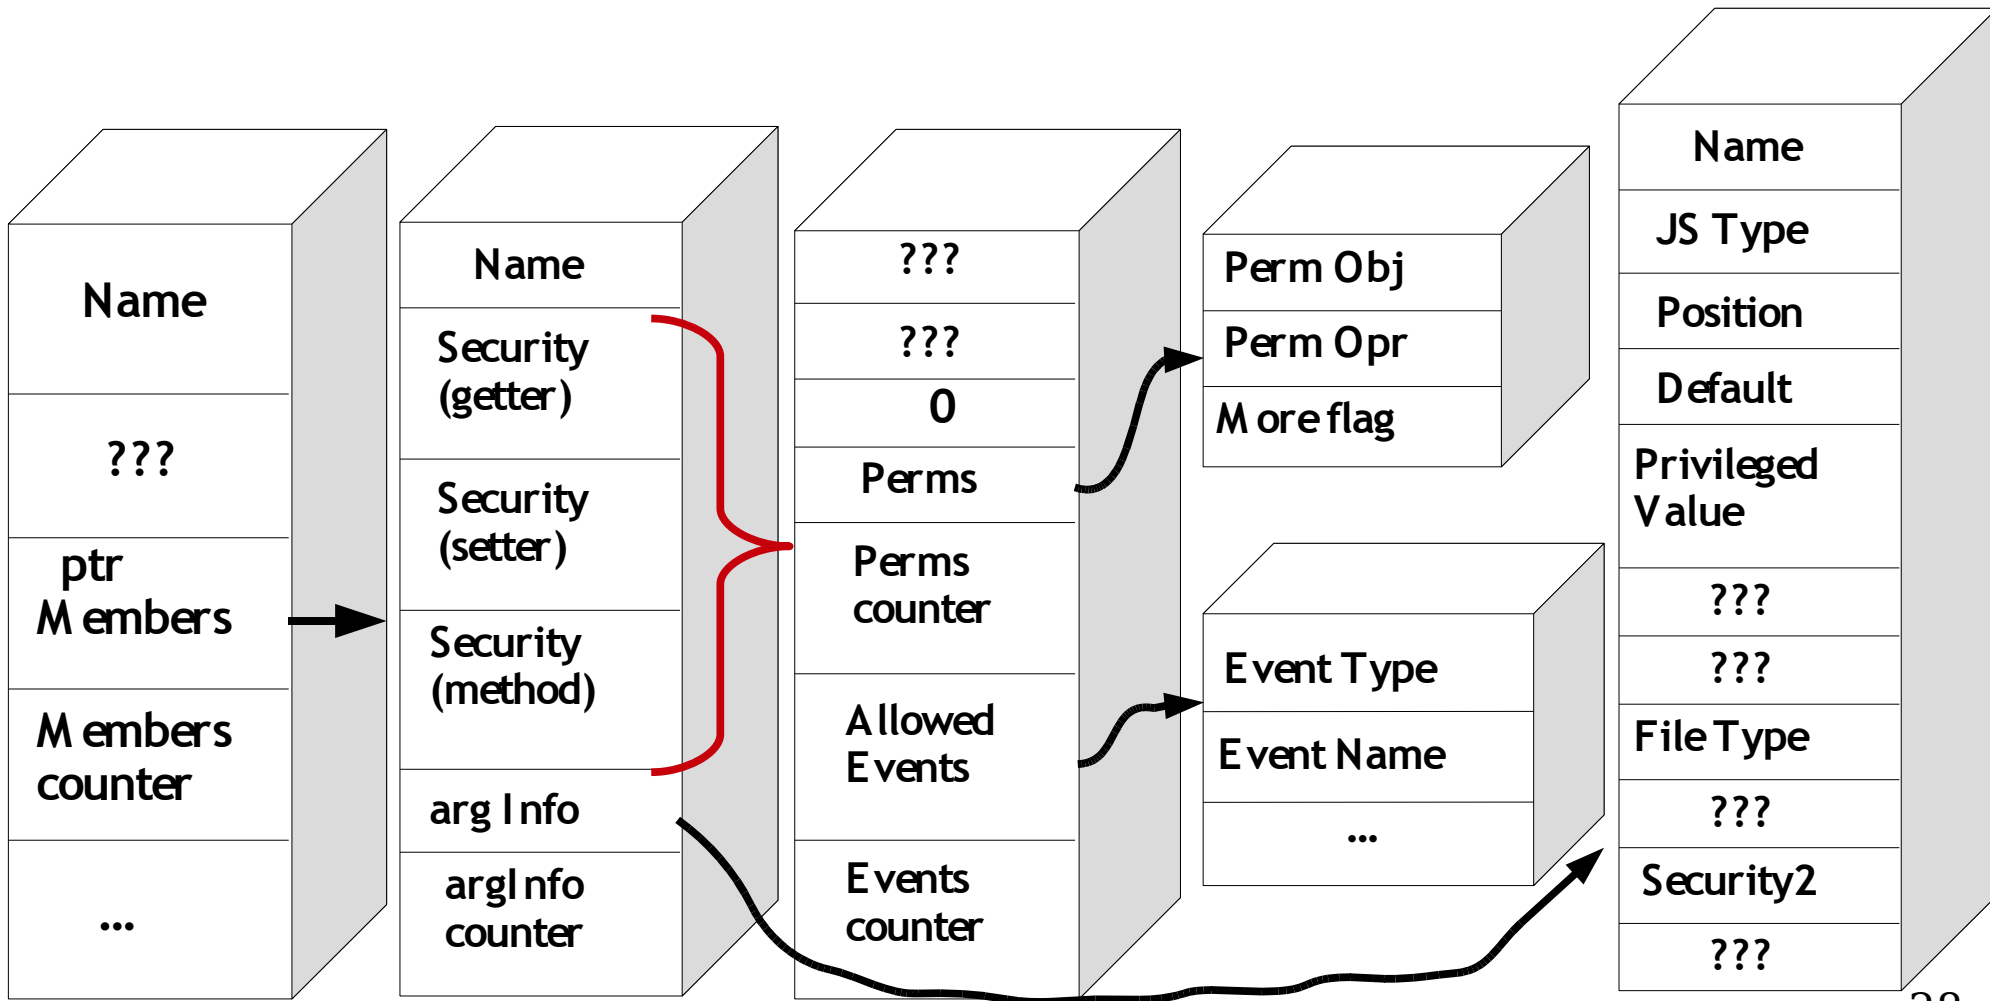 Name
???
ptr
Members
Members
counter
...
Name
Security
(getter)
Security
(setter)
Security
(method)
arg Info
argInfo
counter
???
???
0
Perms
Perms
counter
Allowed
Events
Events
counter
Perm Obj
Perm Opr
More flag
Event Type
Event Name
...
Name
JS Type
Position
Default
Privileged
Value
???
???
File Type
???
Security2
???